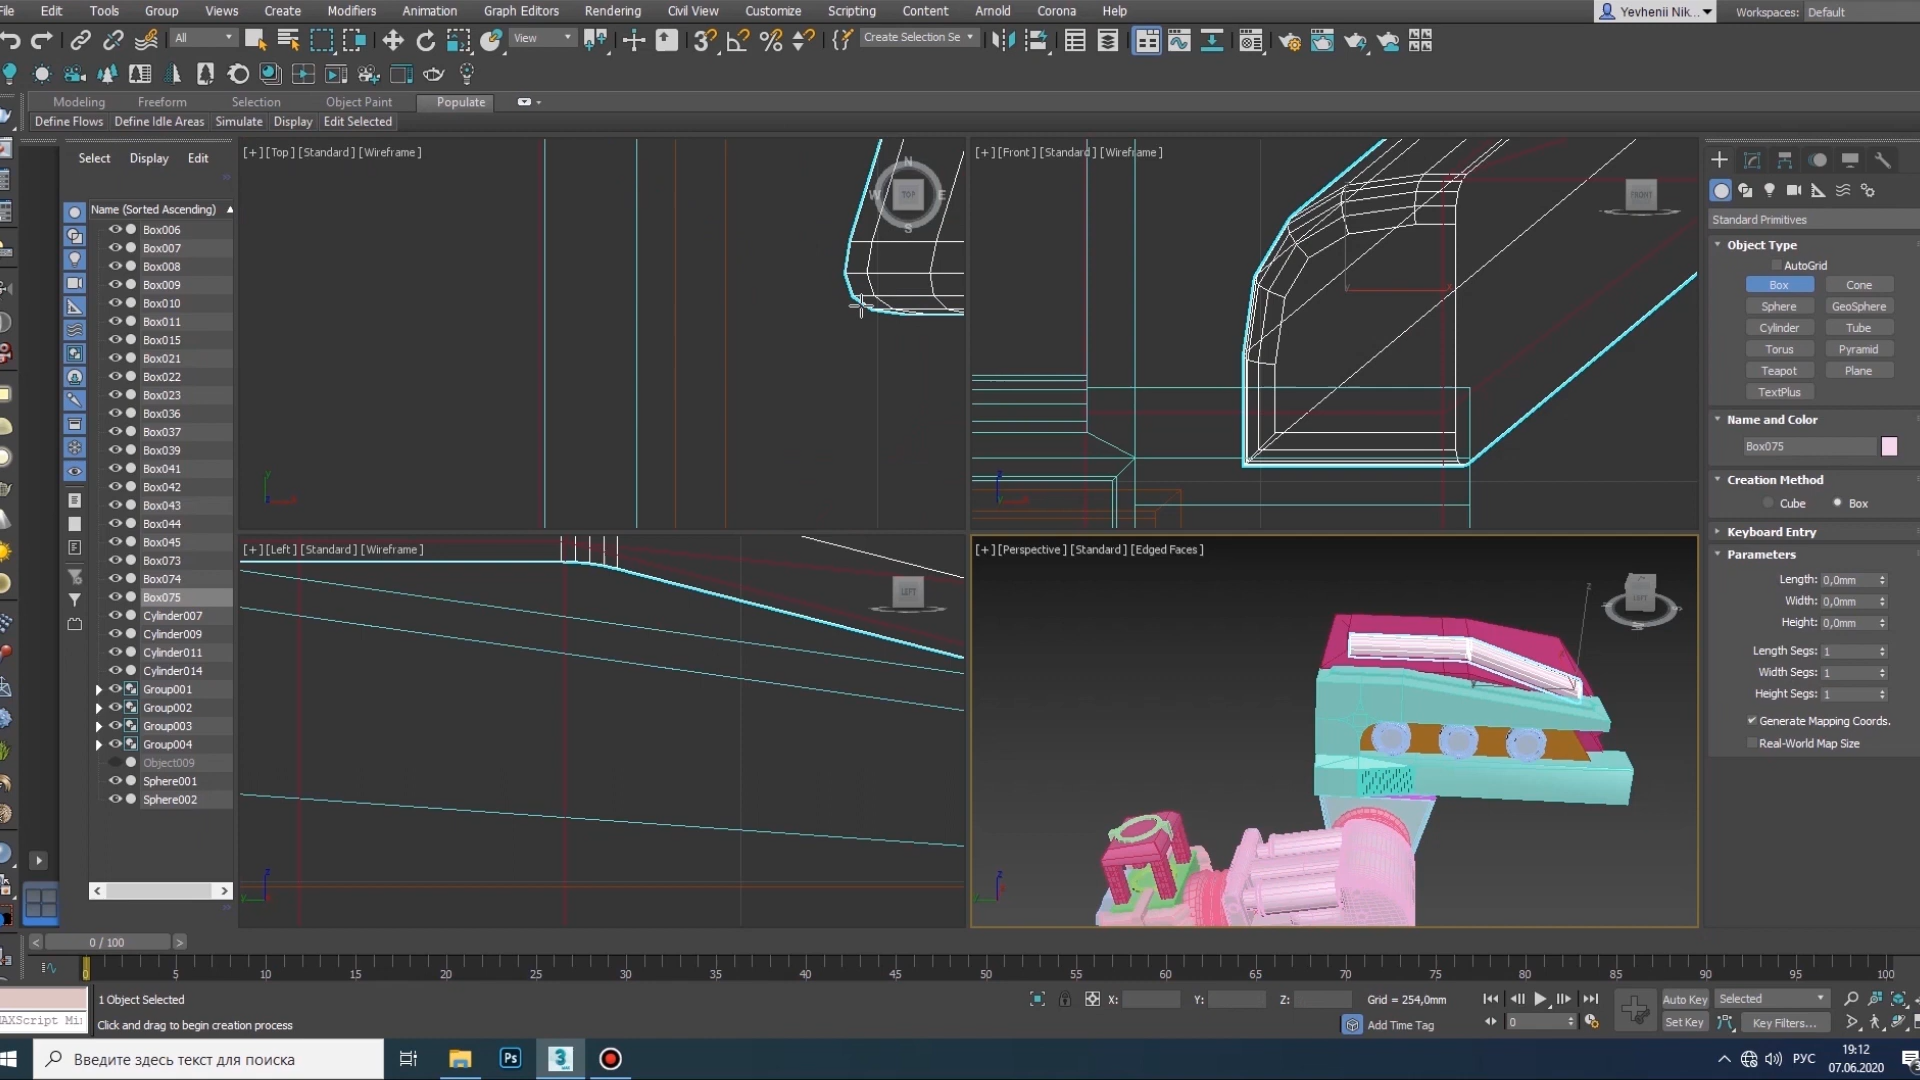 File Edit Tools Group Views Create Modifiers Animation Graph Editors Rendering Civil View Customize Scripting Content Arnold Corona Help
Yevhenii Nik... Workspaces: Default
All View Create Selection Se
Modeling Freeform Selection Object Paint Populate
Define Flows Define Idle Areas Simulate Display Edit Selected
Select Display Edit
Name (Sorted Ascending)
Box006
Box007
Box008
Box009
Box010
Box011
Box015
Box021
Box022
Box023
Box036
Box037
Box039
Box041
Box042
Box043
Box044
Box045
Box073
Box074
Box075
Cylinder007
Cylinder009
Cylinder011
Cylinder014
Group001
Group002
Group003
Group004
Object009
Sphere001
Sphere002
[+] [Top] [Standard] [Wireframe]
N
W TOP E
S
[+] [Front] [Standard] [Wireframe]
FRONT
[+] [Left] [Standard] [Wireframe]
LEFT
[+] [Perspective] [Standard] [Edged Faces]
LEFT
Standard Primitives
Object Type
AutoGrid
Box Cone
Sphere GeoSphere
Cylinder Tube
Torus Pyramid
Teapot Plane
TextPlus
Name and Color
Box075
Creation Method
Cube Box
Keyboard Entry
Parameters
Length: 0,0mm
Width: 0,0mm
Height: 0,0mm
Length Segs: 1
Width Segs: 1
Height Segs: 1
Generate Mapping Coords.
Real-World Map Size
0 / 100
0 5 10 15 20 25 30 35 40 45 50 55 60 65 70 75 80 85 90 95 100
1 Object Selected
X: Y: Z: Grid = 254,0mm
Auto Key Selected
MAXScript Mi
Click and drag to begin creation process
Add Time Tag
0
Set Key Key Filters...
Введите здесь текст для поиска
Ps
3
РУС
19:12
07.06.2020